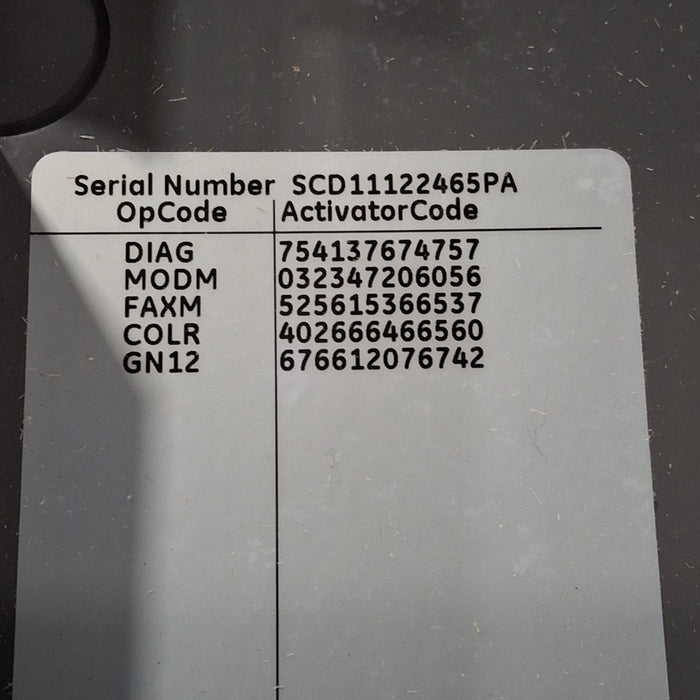 Serial Number SCD11122465PA
OpCode ActivatorCode
DIAG 754137674757
MODM 032347206056
FAXM 525615366537
COLR 402666466560
GN12 676612076742